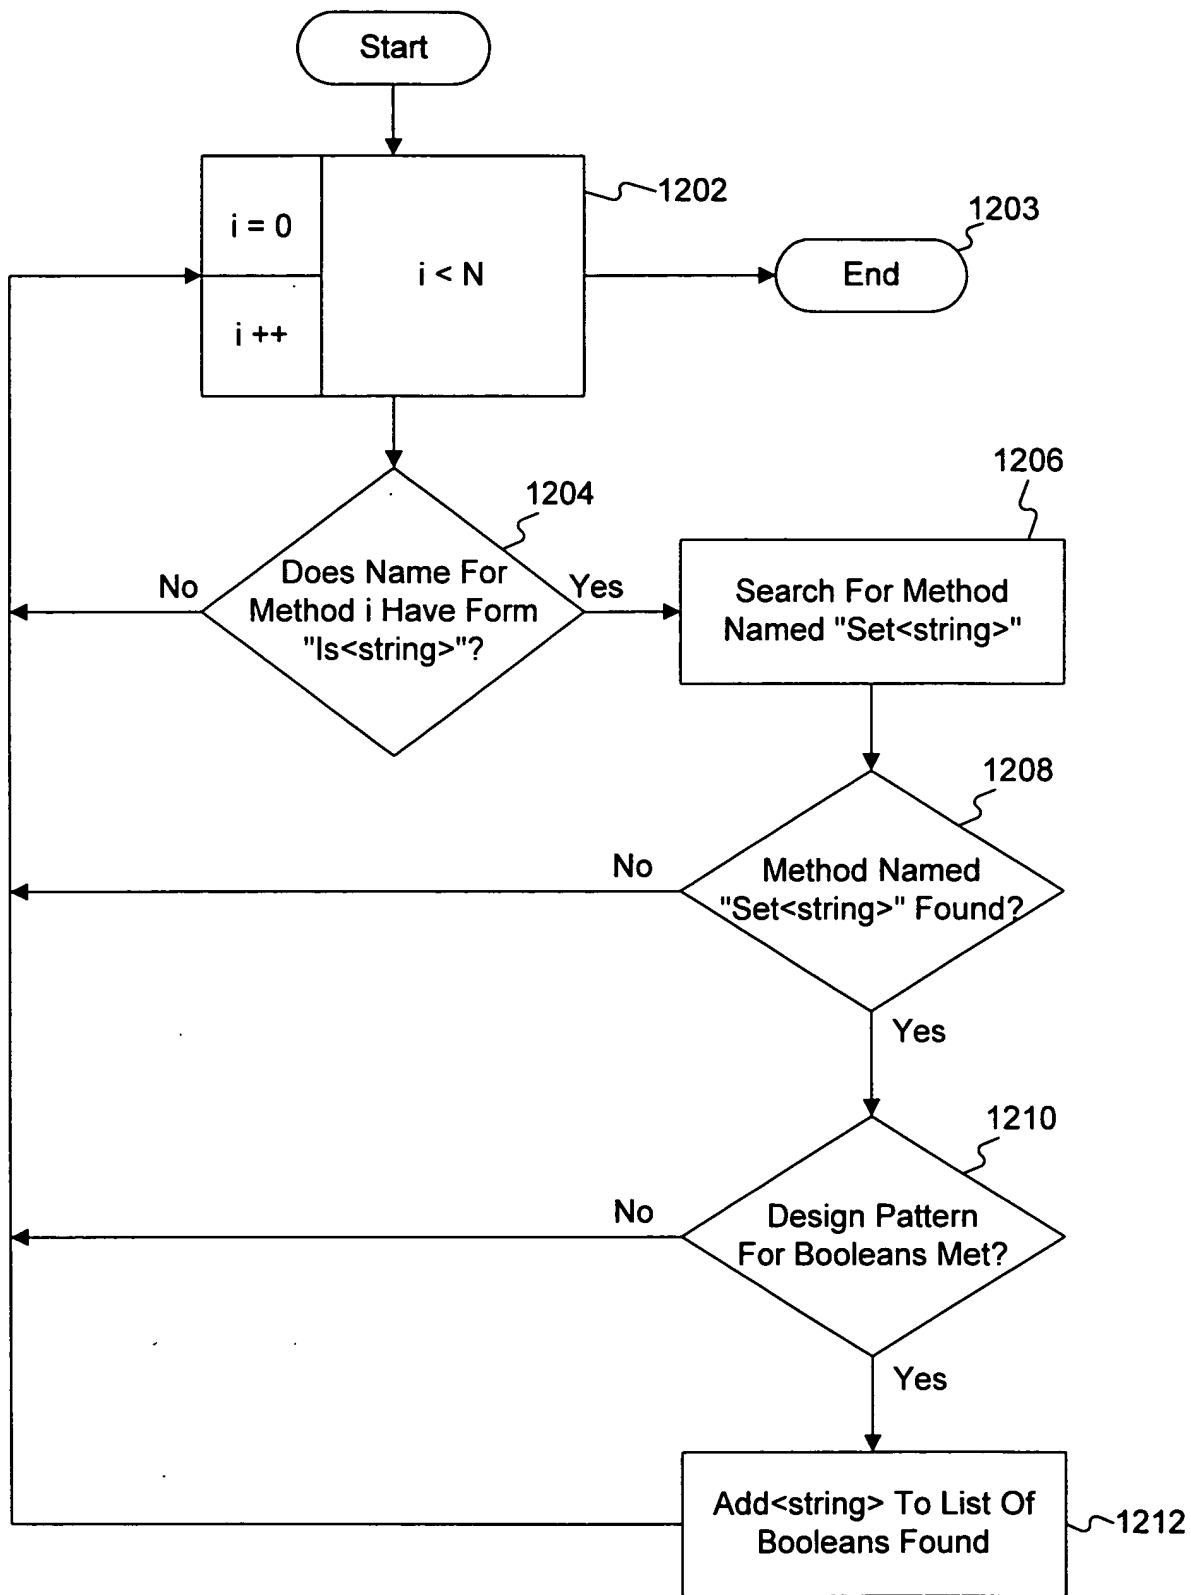 Start
1202
i = 0
i < N
i ++
1203
End
1204
Does Name For
Method i Have Form
"Is<string>"?
No
Yes
1206
Search For Method
Named "Set<string>"
1208
Method Named
"Set<string>" Found?
No
Yes
1210
Design Pattern
For Booleans Met?
No
Yes
Add<string> To List Of
Booleans Found
1212